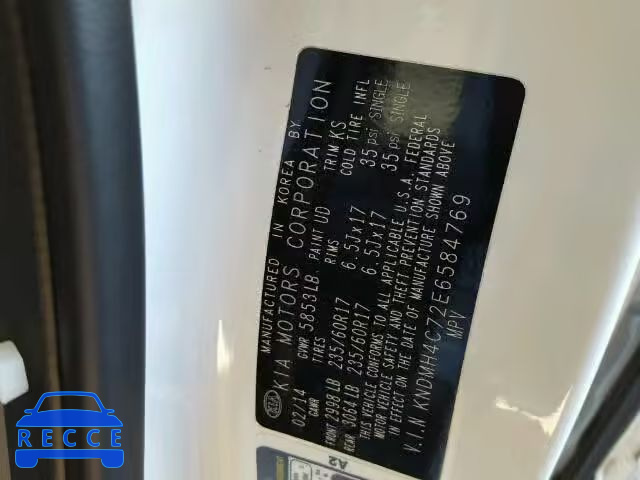 MANUFACTURED IN KOREA BY
KIA KIA MOTORS CORPORATION
02/14 GVWR 5853LB. PAINT UD TRIM KS
GAWR TIRES RIMS COLD TIRE INFL
FRONT 2998LB 235/60R17 6.5Jx17 35 psi SINGLE
REAR 3064LB 235/60R17 6.5Jx17 35 psi SINGLE
THIS VEHICLE CONFORMS TO ALL APPLICABLE U.S.A. FEDERAL
MOTOR VEHICLE SAFETY AND THEFT PREVENTION STANDARDS
IN EFFECT ON THE DATE OF MANUFACTURE SHOWN ABOVE
V.I.N KNDMH4C72E6584769
MPV
A2
RECCE